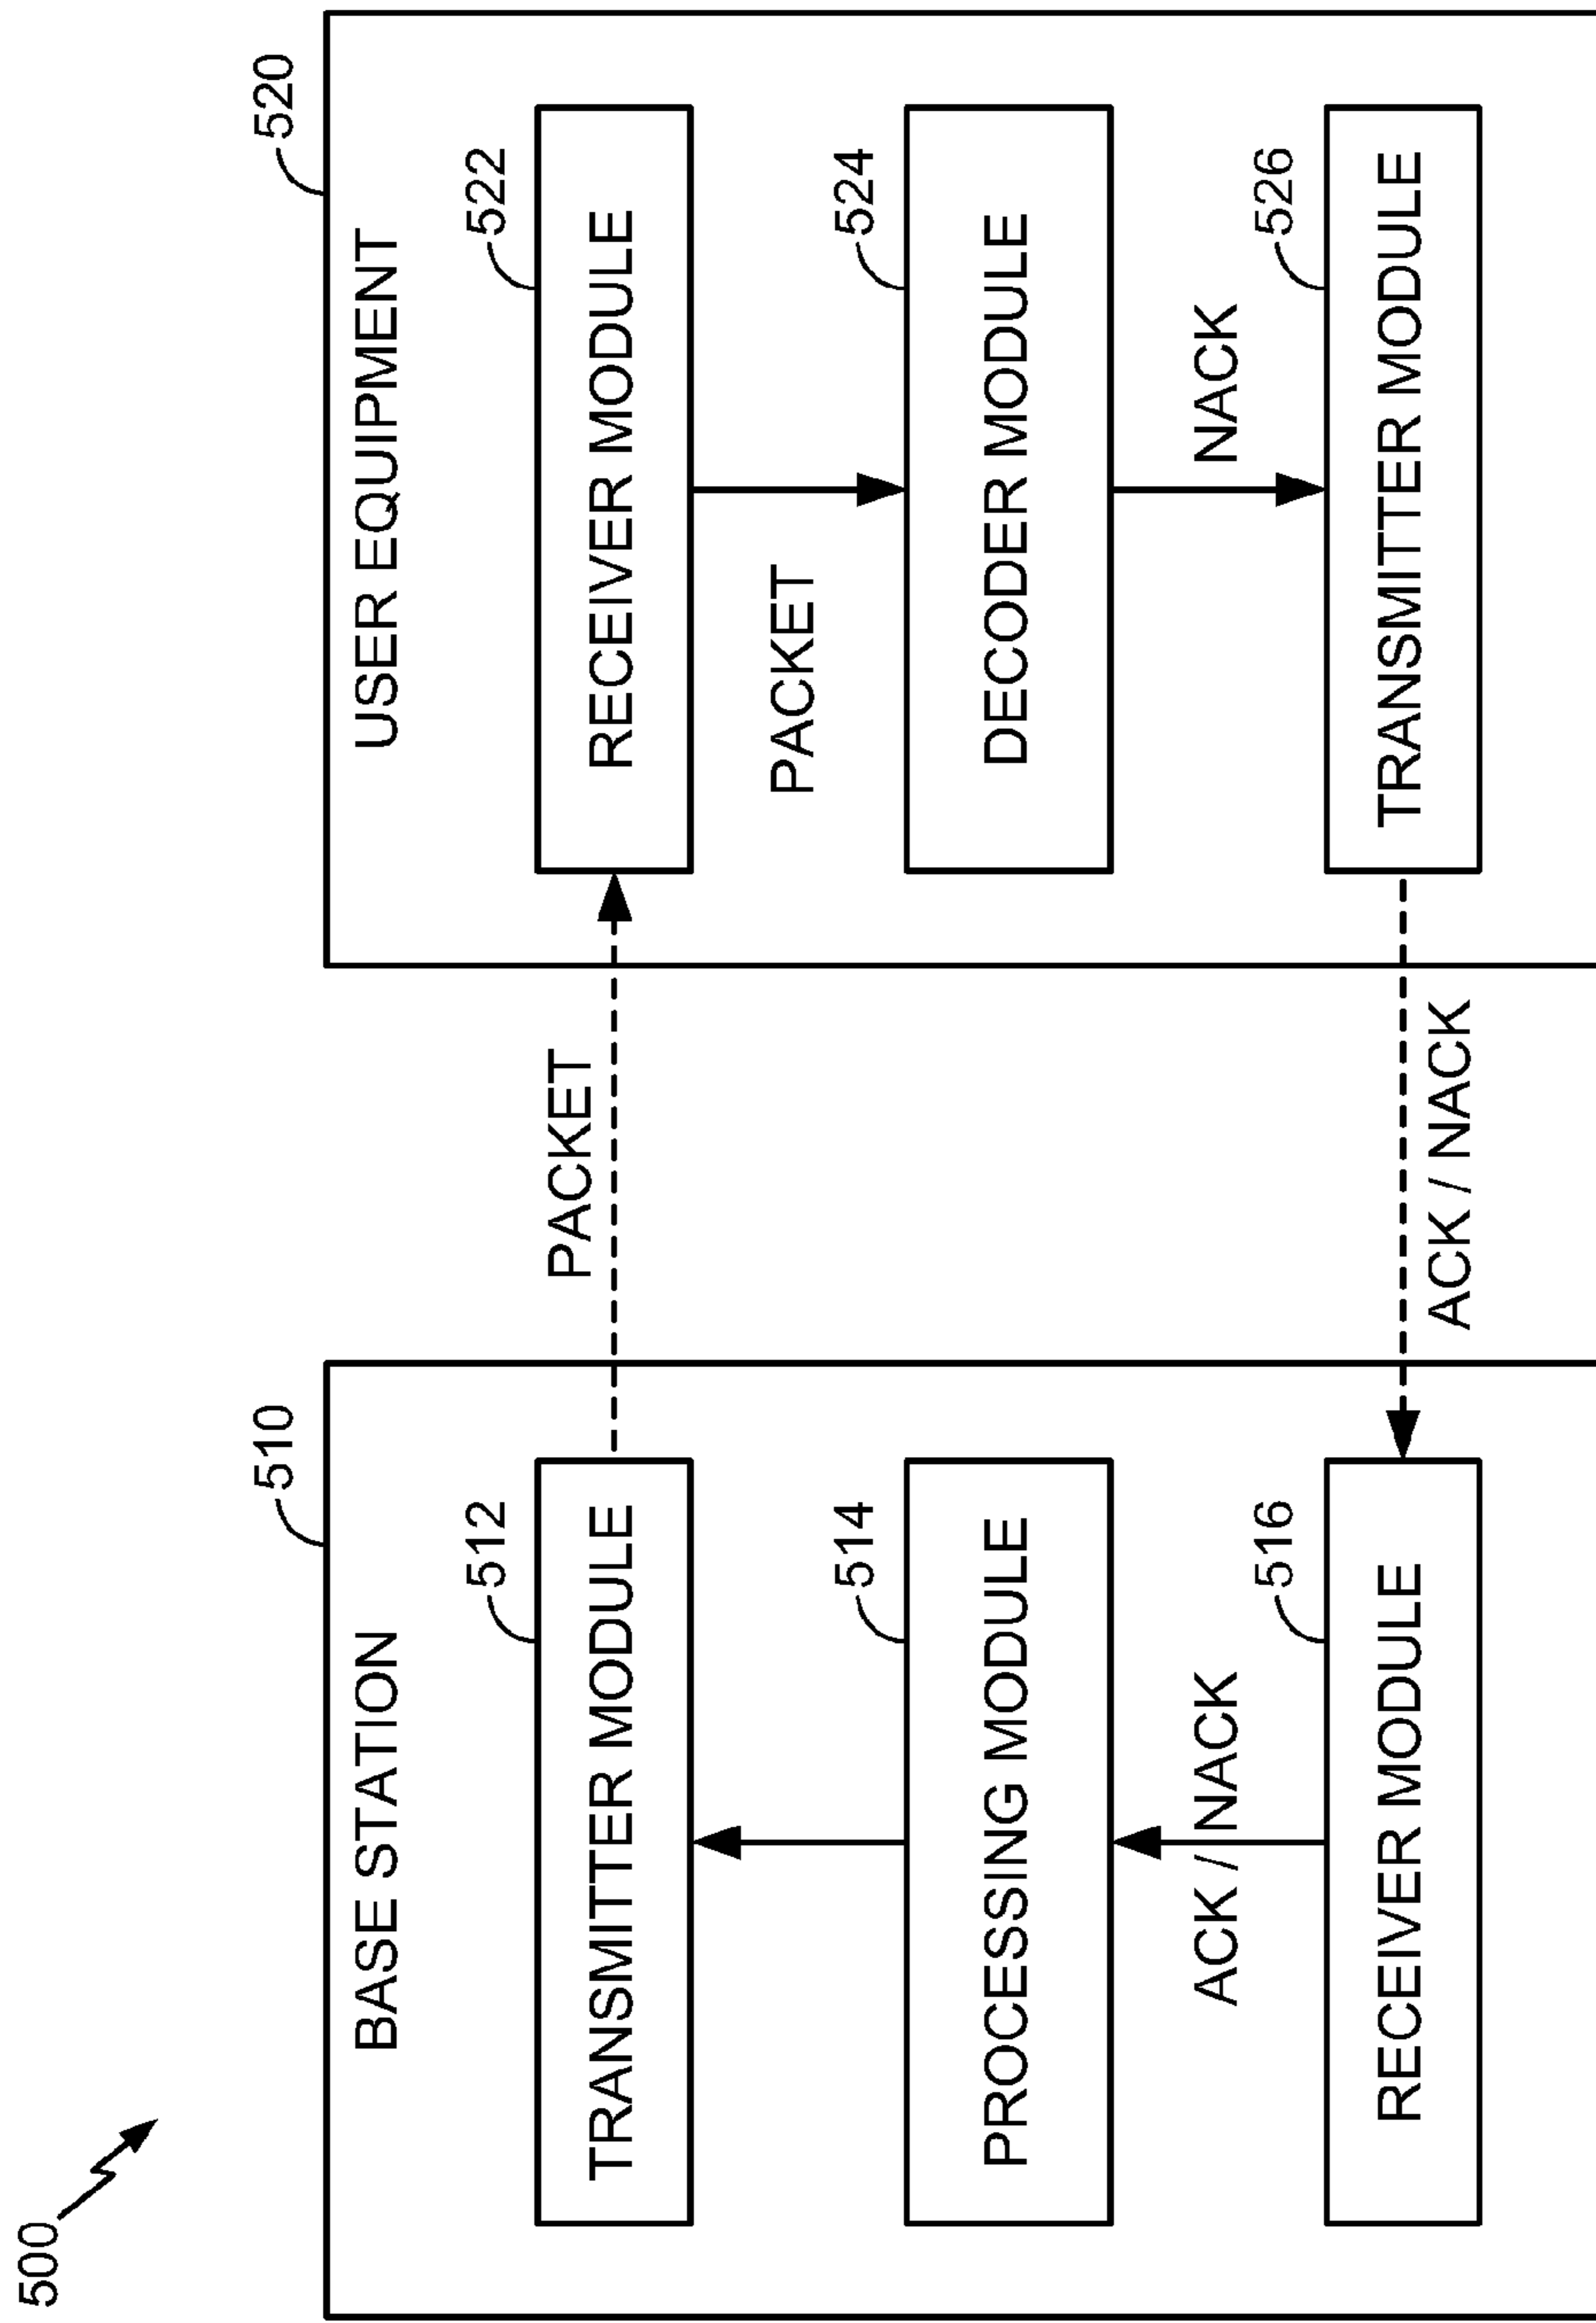 500
510
BASE STATION
512
TRANSMITTER MODULE
514
PROCESSING MODULE
ACK / NACK
516
RECEIVER MODULE
PACKET
ACK / NACK
520
USER EQUIPMENT
522
RECEIVER MODULE
PACKET
524
DECODER MODULE
NACK
526
TRANSMITTER MODULE